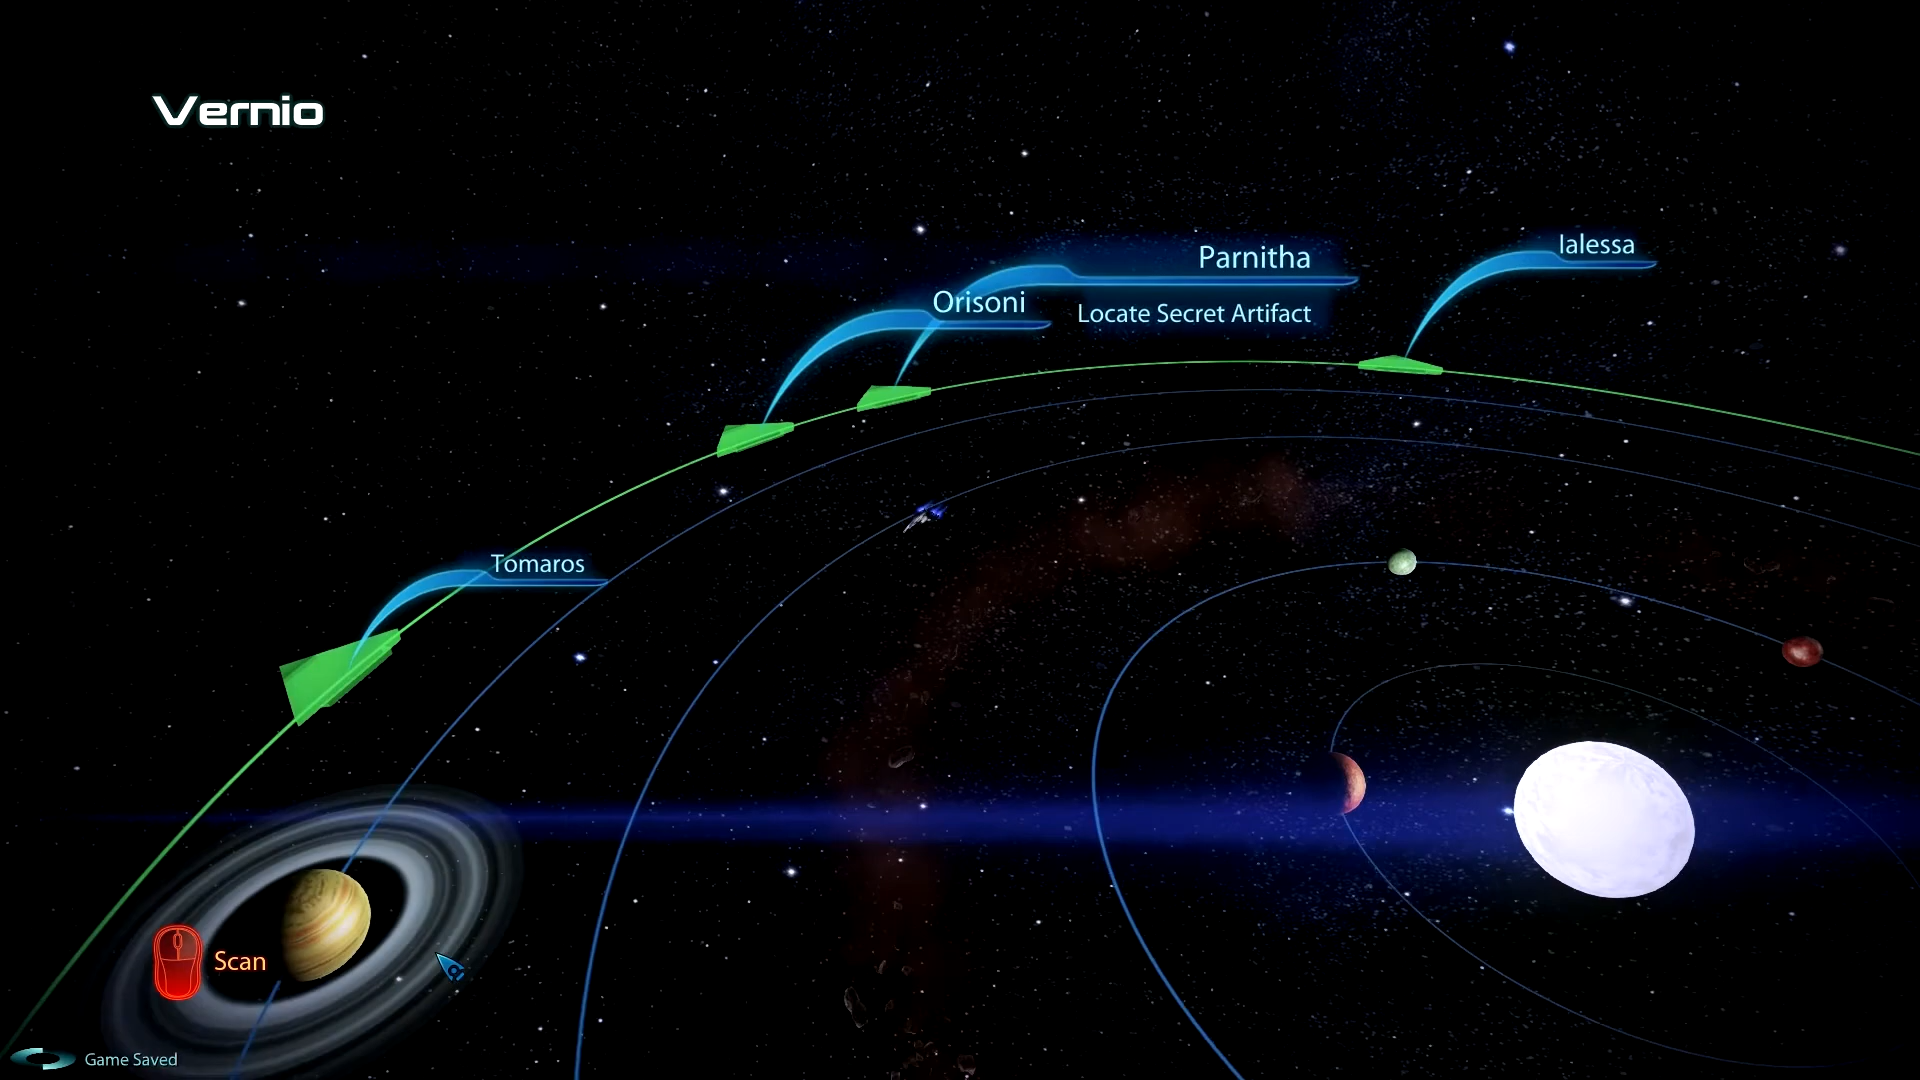 Vernio
Parnitha
Ialessa
Orisoni
Locate Secret Artifact
Tomaros
Scan
Game Saved